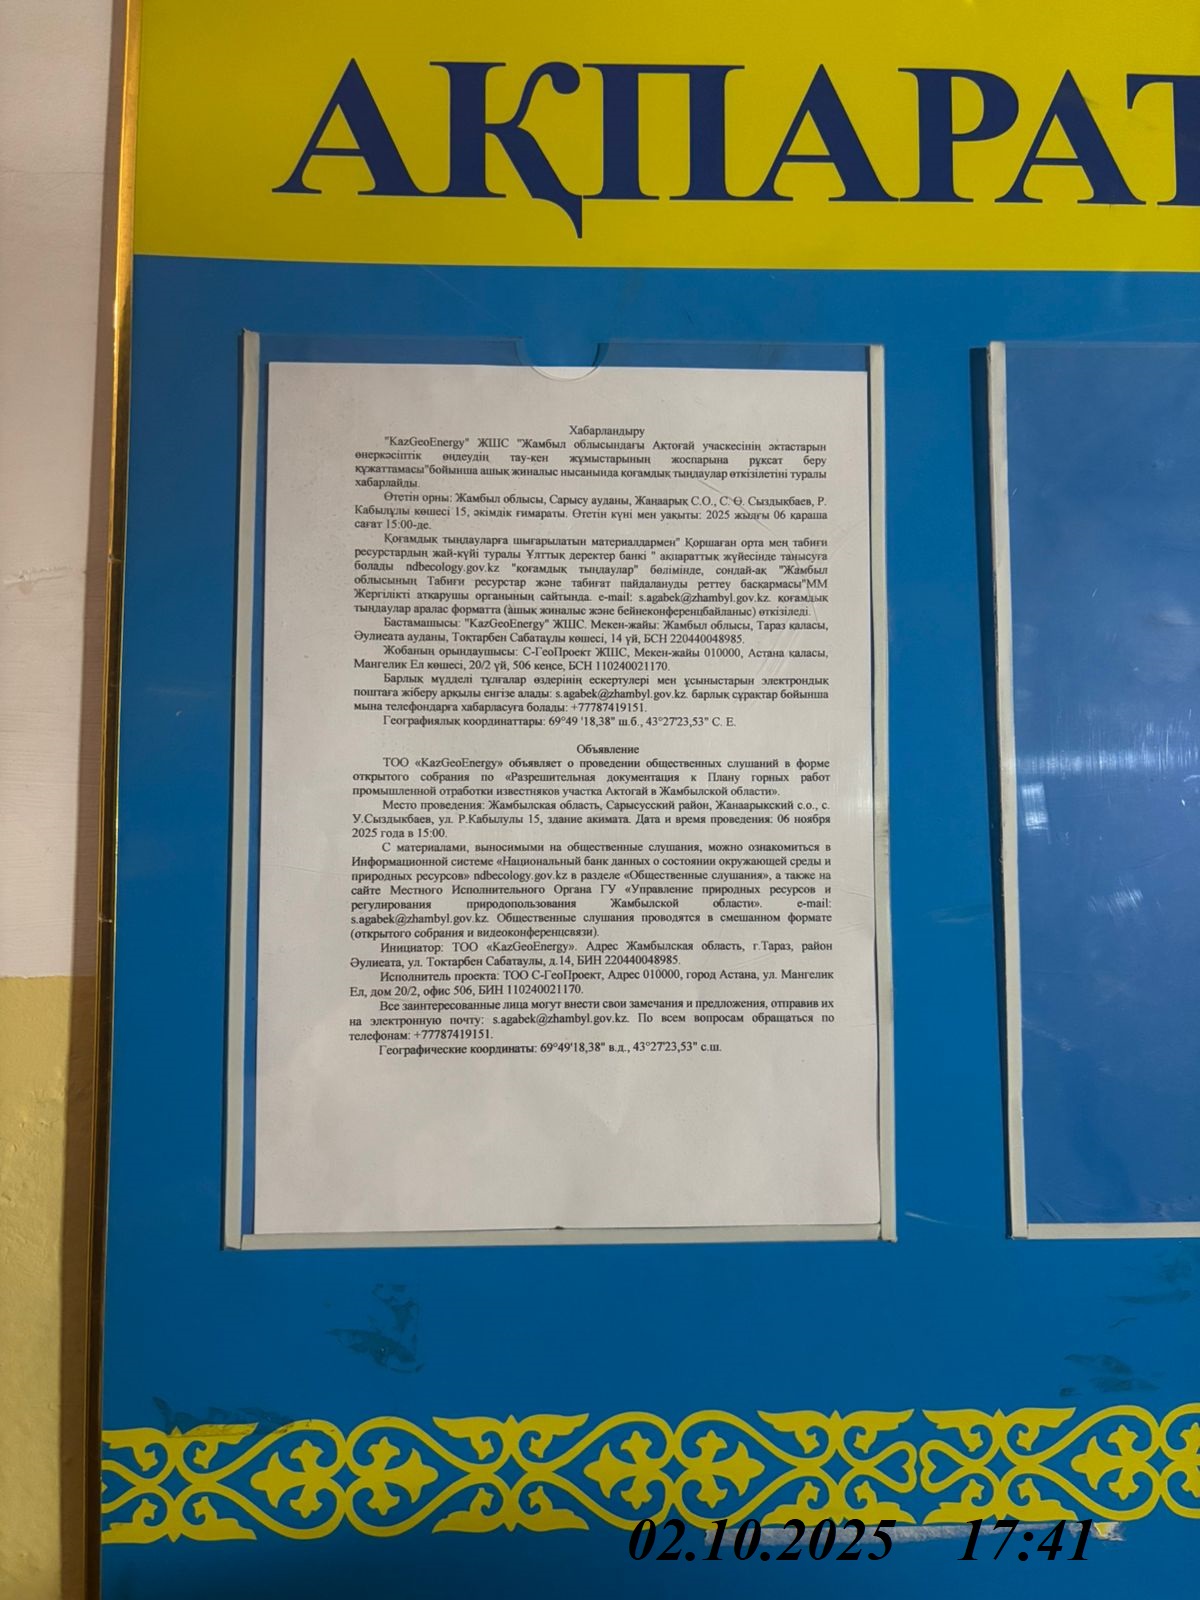 АҚПАРАТ
Хабарландыру
"KazGeoEnergy" ЖШС "Жамбыл облысындағы Ақтоғай учаскесінің әктастарын
өнеркәсіптік өңдеудің тау-кен жұмыстарының жоспарына рұқсат беру
құжаттамасы"бойынша ашық жиналыс нысанында қоғамдық тыңдаулар өткізілетіні туралы
хабарлайды.
Өтетін орны: Жамбыл облысы, Сарысу ауданы, Жаңаарық С.О., С. Ө. Сыздықбаев, Р.
Кабылұлы көшесі 15, әкімдік ғимараты. Өтетін күні мен уақыты: 2025 жылғы 06 қараша
сағат 15:00-де.
Қоғамдық тыңдауларға шығарылатын материалдармен" Қоршаған орта мең табиғи
ресурстардың жай-күйі туралы Ұлттық деректер банкі " ақпараттық жүйесінде танысуға
болады ndbecology.gov.kz "қоғамдық тыңдаулар" бөлімінде, сондай-ақ "Жамбыл
облысының Табиғи ресурстар және табиғат пайдалануды реттеу басқармасы"ММ
Жергілікті атқарушы органының сайтында. e-mail: s.agabek@zhambyl.gov.kz. қоғамдық
тыңдаулар аралас форматта (ашық жиналыс және бейнеконференцбайланыс) өткізіледі.
Бастамашысы: "KazGeoEnergy" ЖШС. Мекен-жайы: Жамбыл облысы, Тараз қаласы,
Әулиеата ауданы, Тоқтарбен Сабатаұлы көшесі, 14 үй, БСН 220440048985.
Жобаның орындаушысы: С-ГеоПроект ЖШС, Мекен-жайы 010000, Астана қаласы,
Мангелик Ел көшесі, 20/2 үй, 506 кеңсе, БСН 110240021170.
Барлық мүдделі тұлғалар өздерінің ескертулері мен ұсыныстарын электрондық
поштаға жіберу арқылы енгізе алады: s.agabek@zhambyl.gov.kz. барлық сұрақтар бойынша
мына телефондарға хабарласуға болады: +77787419151.
Географиялық координаттары: 69°49 '18,38" ш.б., 43°27'23,53" С. Е.
Объявление
ТОО «KazGeoEnergy» объявляет о проведении общественных слушаний в форме
открытого собрания по «Разрешительная документация к Плану горных работ
промышленной отработки известняков участка Актогай в Жамбылской области».
Место проведения: Жамбылская область, Сарысусский район, Жанаарыкский с.о., с.
У.Сыздыкбаев, ул. Р.Кабылулы 15, здание акимата. Дата и время проведения: 06 ноября
2025 года в 15:00.
С материалами, выносимыми на общественные слушания, можно ознакомиться в
Информационной системе «Национальный банк данных о состоянии окружающей среды и
природных ресурсов» ndbecology.gov.kz в разделе «Общественные слушания», а также на
сайте Местного Исполнительного Органа ГУ «Управление природных ресурсов и
регулирования природопользования Жамбылской области». e-mail:
s.agabek@zhambyl.gov.kz. Общественные слушания проводятся в смешанном формате
(открытого собрания и видеоконференцсвязи).
Инициатор: ТОО «KazGeoEnergy». Адрес Жамбылская область, г.Тараз, район
Әулиеата, ул. Токтарбен Сабатаулы, д.14, БИН 220440048985.
Исполнитель проекта: ТОО С-ГеоПроект, Адрес 010000, город Астана, ул. Мангелик
Ел, дом 20/2, офис 506, БИН 110240021170.
Все заинтересованные лица могут внести свои замечания и предложения, отправив их
на электронную почту: s.agabek@zhambyl.gov.kz. По всем вопросам обращаться по
телефонам: +77787419151.
Географические координаты: 69°49'18,38" в.д., 43°27'23,53" с.ш.
02.10.2025 17:41